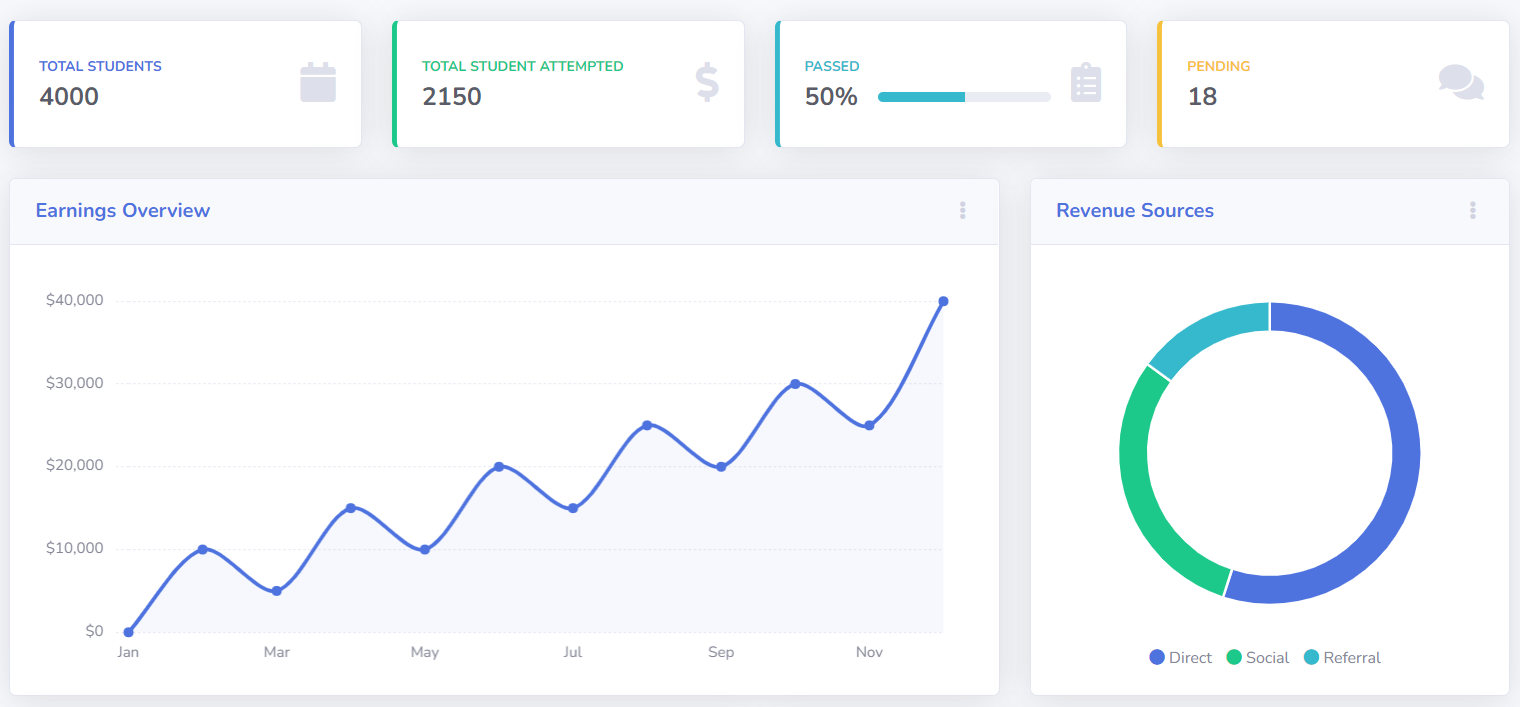 TOTAL STUDENTS
4000
TOTAL STUDENT ATTEMPTED
2150
PASSED
50%
PENDING
18
Earnings Overview
$40,000
$30,000
$20,000
$10,000
$0
Jan Mar May Jul Sep Nov
Revenue Sources
Direct Social Referral